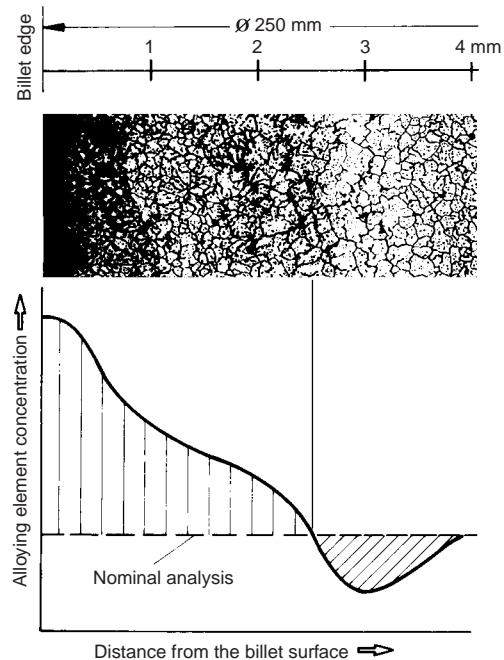 Billet edge
Ø 250 mm
1 2 3 4 mm
Alloying element concentration
Nominal analysis
Distance from the billet surface